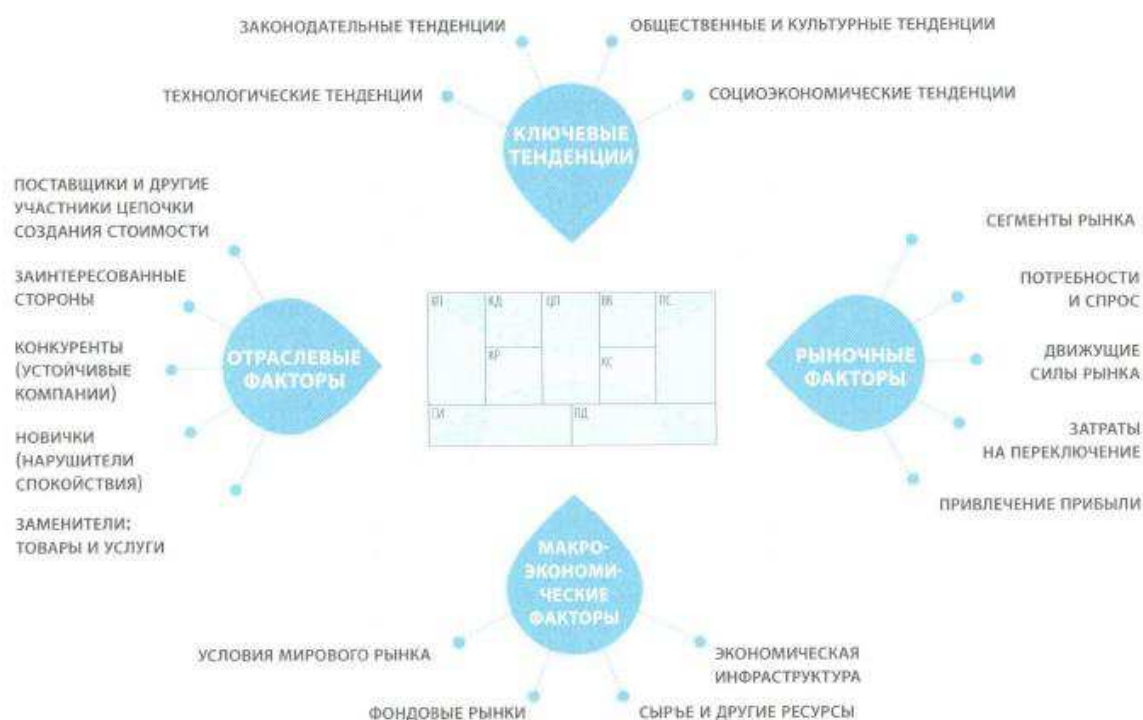 ЗАКОНОДАТЕЛЬНЫЕ ТЕНДЕНЦИИ
ОБЩЕСТВЕННЫЕ И КУЛЬТУРНЫЕ ТЕНДЕНЦИИ
ТЕХНОЛОГИЧЕСКИЕ ТЕНДЕНЦИИ
СОЦИОЭКОНОМИЧЕСКИЕ ТЕНДЕНЦИИ
КЛЮЧЕВЫЕ
ТЕНДЕНЦИИ
ПОСТАВЩИКИ И ДРУГИЕ
УЧАСТНИКИ ЦЕПОЧКИ
СОЗДАНИЯ СТОИМОСТИ
ЗАИНТЕРЕСОВАННЫЕ
СТОРОНЫ
КОНКУРЕНТЫ
(УСТОЙЧИВЫЕ
КОМПАНИИ)
НОВИЧКИ
(НАРУШИТЕЛИ
СПОКОЙСТВИЯ)
ЗАМЕНИТЕЛИ:
ТОВАРЫ И УСЛУГИ
ОТРАСЛЕВЫЕ
ФАКТОРЫ
КП
КД
ЦП
ВК
ПС
КР
КС
СИ
ПД
РЫНОЧНЫЕ
ФАКТОРЫ
СЕГМЕНТЫ РЫНКА
ПОТРЕБНОСТИ
И СПРОС
ДВИЖУЩИЕ
СИЛЫ РЫНКА
ЗАТРАТЫ
НА ПЕРЕКЛЮЧЕНИЕ
ПРИВЛЕЧЕНИЕ ПРИБЫЛИ
МАКРО-
ЭКОНОМИ-
ЧЕСКИЕ
ФАКТОРЫ
УСЛОВИЯ МИРОВОГО РЫНКА
ФОНДОВЫЕ РЫНКИ
СЫРЬЕ И ДРУГИЕ РЕСУРСЫ
ЭКОНОМИЧЕСКАЯ
ИНФРАСТРУКТУРА